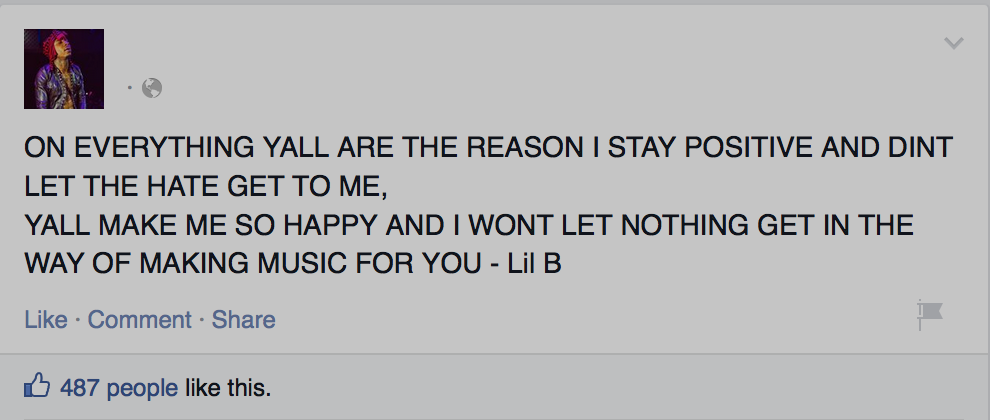 ON EVERYTHING YALL ARE THE REASON I STAY POSITIVE AND DINT
LET THE HATE GET TO ME,
YALL MAKE ME SO HAPPY AND I WONT LET NOTHING GET IN THE
WAY OF MAKING MUSIC FOR YOU - Lil B
Like · Comment · Share
487 people like this.